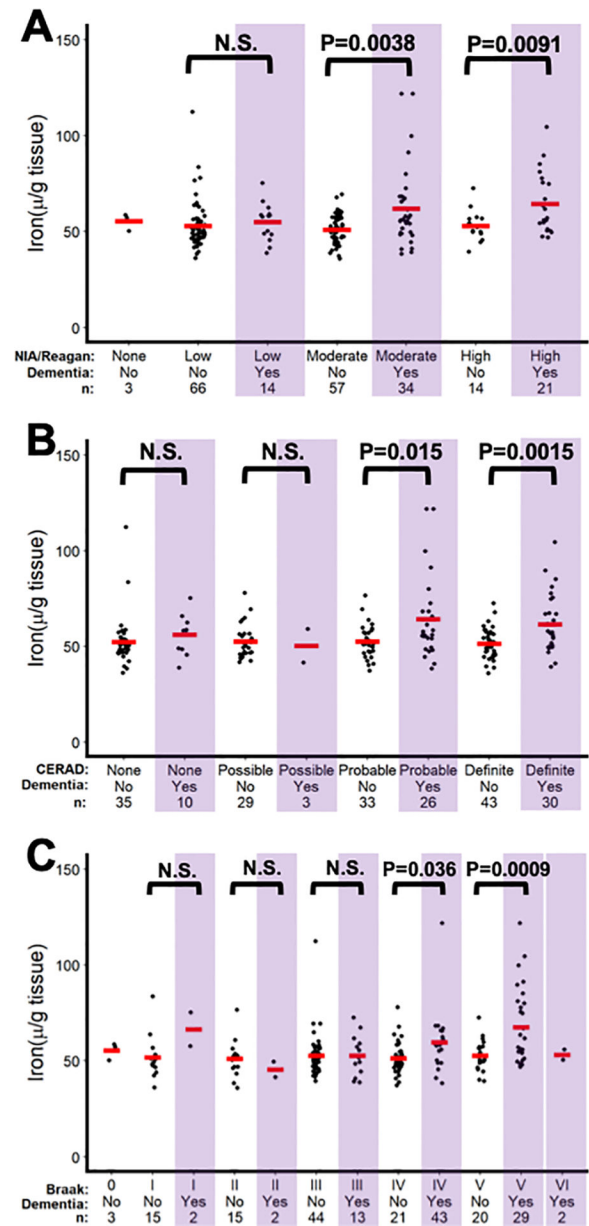 A
N.S. P=0.0038 P=0.0091
150
100
50
0
Iron(μ/g tissue)
NIA/Reagan: None Low Low Moderate Moderate High High
Dementia: No No Yes No Yes No Yes
n: 3 66 14 57 34 14 21
B
N.S. N.S. P=0.015 P=0.0015
150
100
50
0
Iron(μ/g tissue)
CERAD: None None Possible Possible Probable Probable Definite Definite
Dementia: No Yes No Yes No Yes No Yes
n: 35 10 29 3 33 26 43 30
C
N.S. N.S. N.S. P=0.036 P=0.0009
150
100
50
0
Iron(μ/g tissue)
Braak: 0 I I II II III III IV IV V V VI
Dementia: No No Yes No Yes No Yes No Yes No Yes Yes
n: 3 15 2 15 2 44 13 21 43 20 29 2